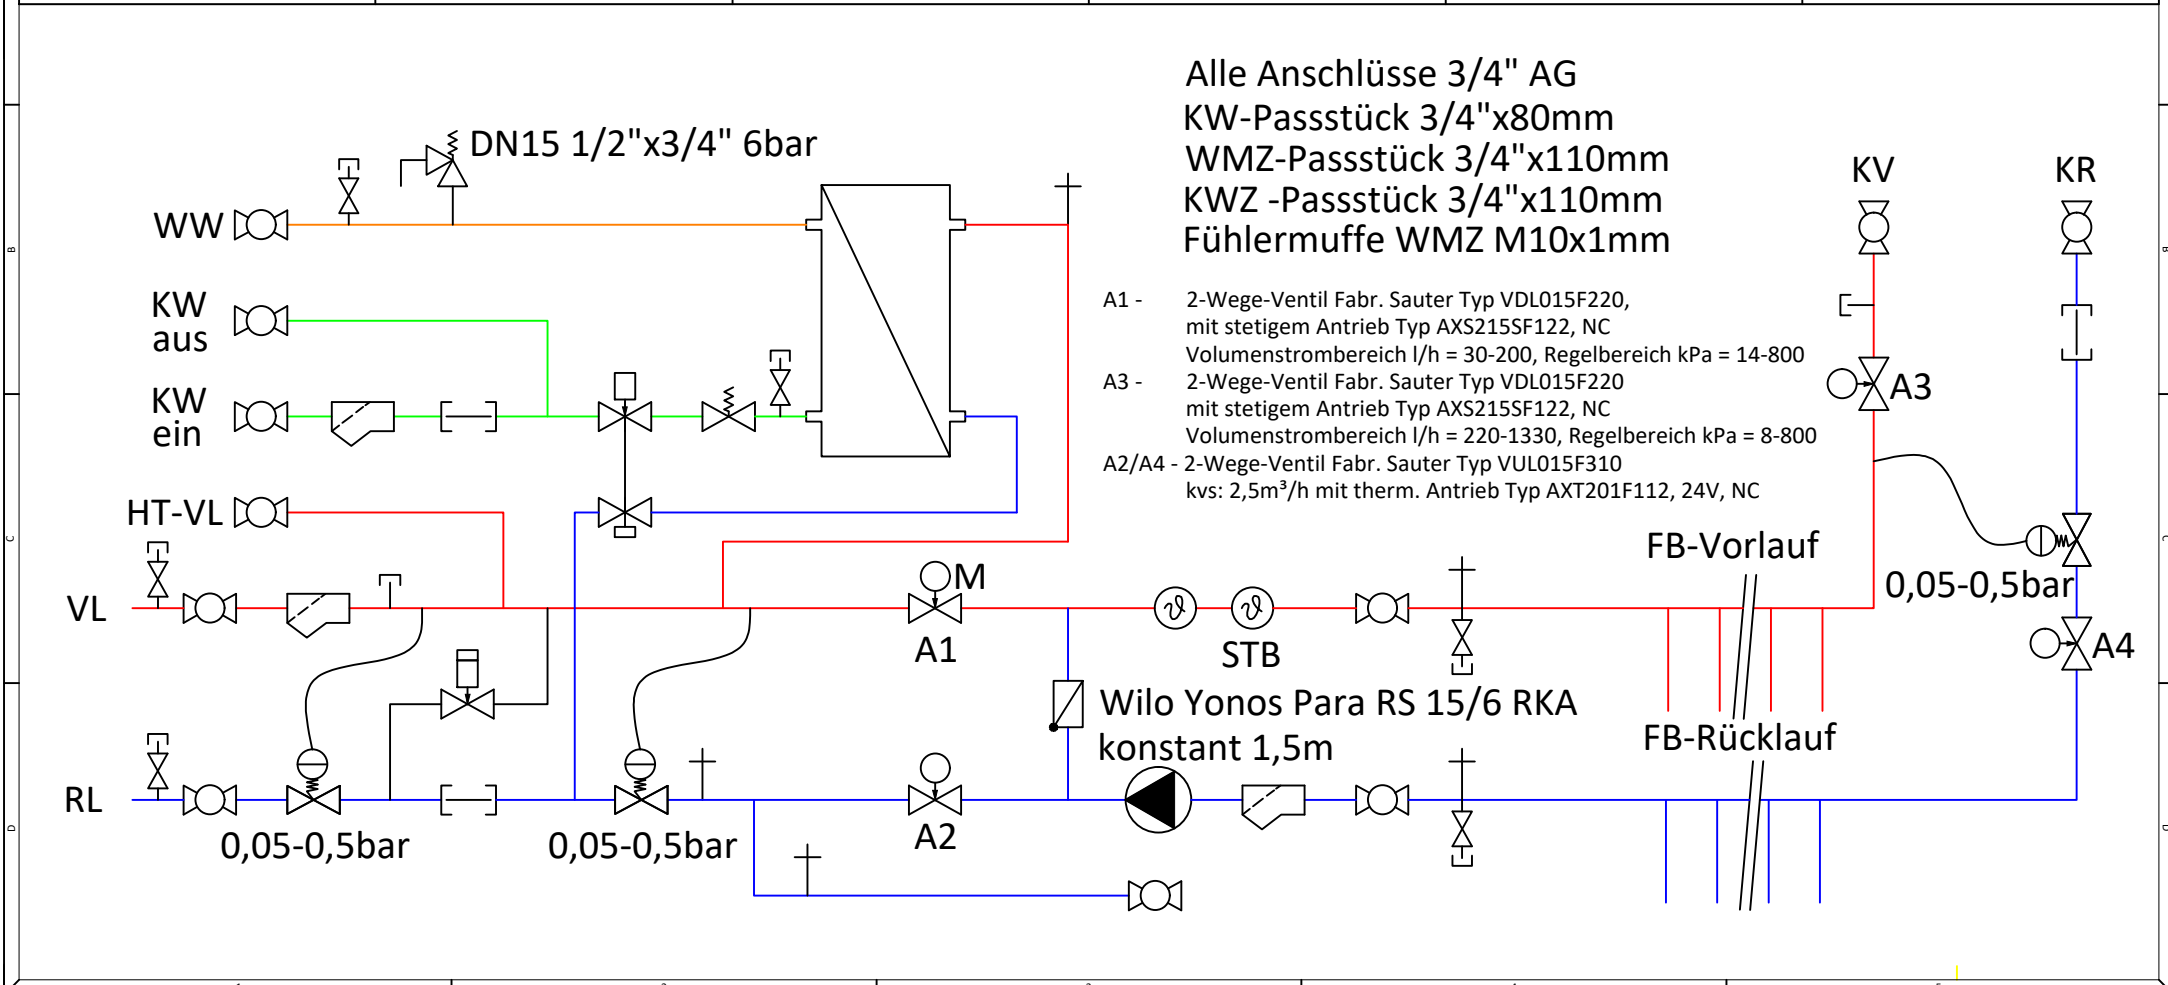 Alle Anschlüsse 3/4" AG
KW-Passstück 3/4"x80mm
WMZ-Passstück 3/4"x110mm
KWZ -Passstück 3/4"x110mm
Fühlermuffe WMZ M10x1mm
DN15 1/2"x3/4" 6bar
KV
KR
WW
KW
aus
KW
ein
HT-VL
VL
RL
A1 - 2-Wege-Ventil Fabr. Sauter Typ VDL015F220,
mit stetigem Antrieb Typ AXS215SF122, NC
Volumenstrombereich l/h = 30-200, Regelbereich kPa = 14-800
A3 - 2-Wege-Ventil Fabr. Sauter Typ VDL015F220
mit stetigem Antrieb Typ AXS215SF122, NC
Volumenstrombereich l/h = 220-1330, Regelbereich kPa = 8-800
A2/A4 - 2-Wege-Ventil Fabr. Sauter Typ VUL015F310
kvs: 2,5m³/h mit therm. Antrieb Typ AXT201F112, 24V, NC
A3
FB-Vorlauf
0,05-0,5bar
M
A1
STB
A4
Wilo Yonos Para RS 15/6 RKA
konstant 1,5m
FB-Rücklauf
0,05-0,5bar
0,05-0,5bar
A2
B
C
D